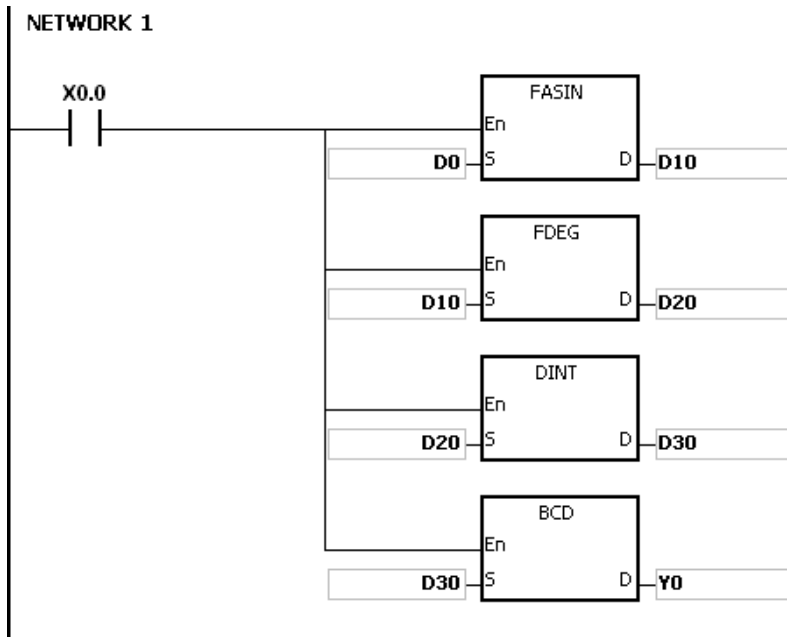 NETWORK 1
X0.0
FASIN
En
D0 S D D10
FDEG
En
D10 S D D20
DINT
En
D20 S D D30
BCD
En
D30 S D Y0